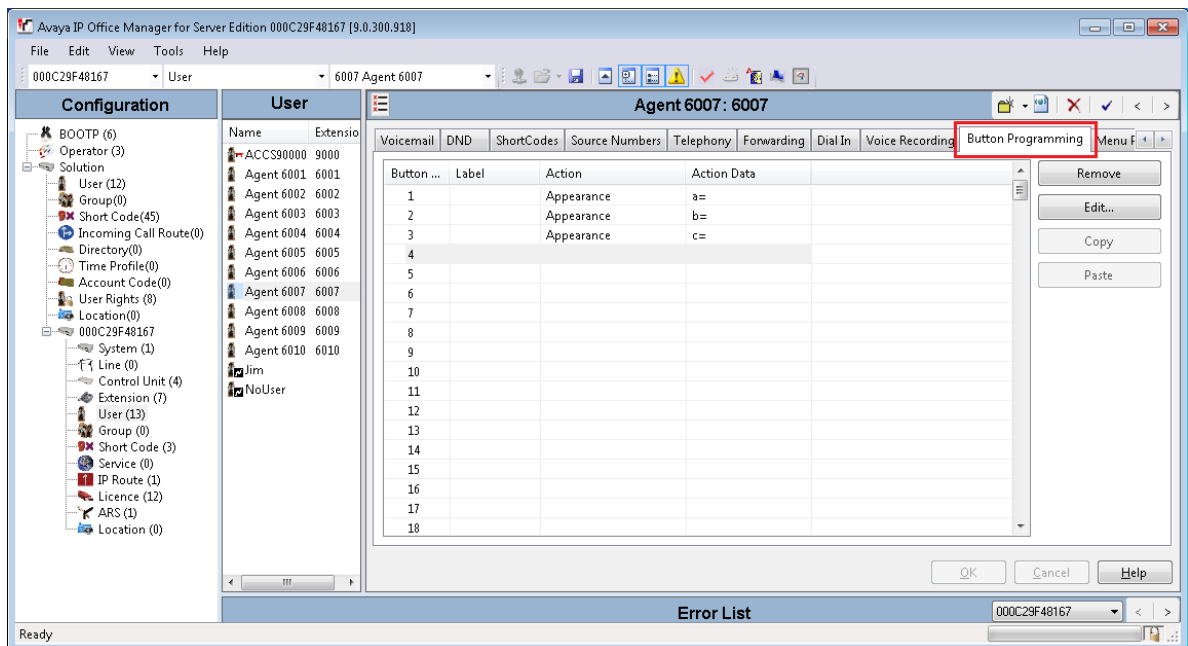 Avaya IP Office Manager for Server Edition 000C29F48167 [9.0.300.918]
File Edit View Tools Help
000C29F48167 User 6007 Agent 6007
Configuration
BOOTP (6)
Operator (3)
Solution
User (12)
Group(0)
Short Code(45)
Incoming Call Route(0)
Directory(0)
Time Profile(0)
Account Code(0)
User Rights (8)
Location(0)
000C29F48167
System (1)
Line (0)
Control Unit (4)
Extension (7)
User (13)
Group (0)
Short Code (3)
Service (0)
IP Route (1)
Licence (12)
ARS (1)
Location (0)
User
Name Extensio
ACCS90000 9000
Agent 6001 6001
Agent 6002 6002
Agent 6003 6003
Agent 6004 6004
Agent 6005 6005
Agent 6006 6006
Agent 6007 6007
Agent 6008 6008
Agent 6009 6009
Agent 6010 6010
Jim
NoUser
Agent 6007: 6007
Voicemail DND ShortCodes Source Numbers Telephony Forwarding Dial In Voice Recording Button Programming Menu P
Button ... Label Action Action Data
1 Appearance a=
2 Appearance b=
3 Appearance c=
4
5
6
7
8
9
10
11
12
13
14
15
16
17
18
Remove
Edit...
Copy
Paste
OK Cancel Help
Error List
000C29F48167
Ready